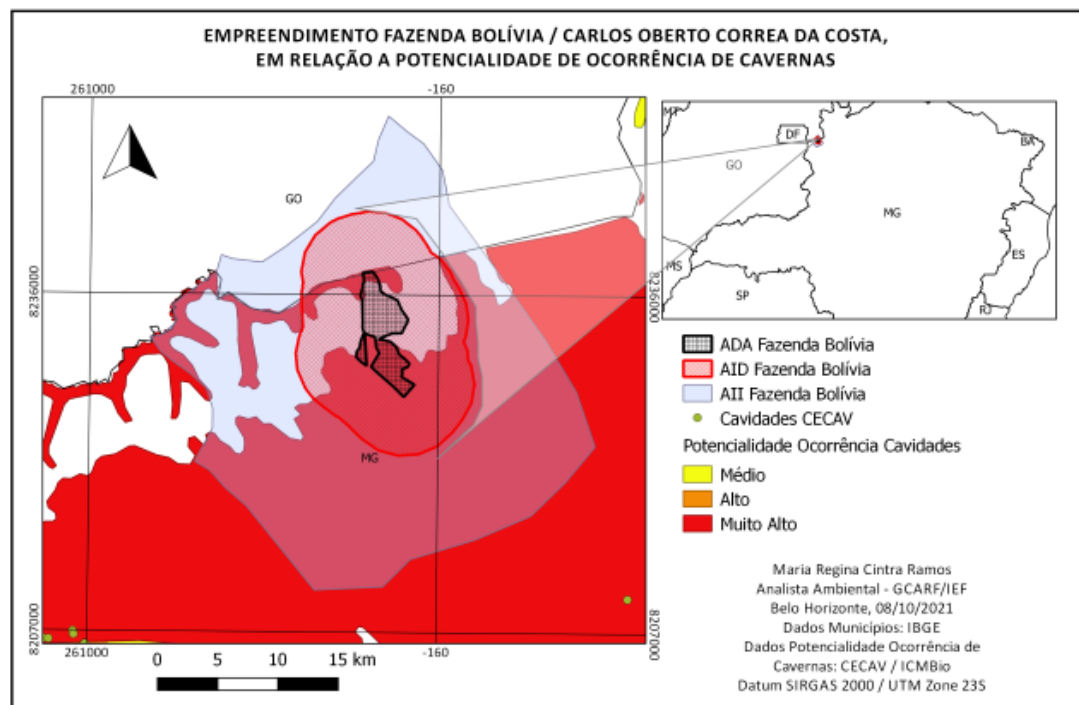 EMPREENDIMENTO FAZENDA BOLÍVIA / CARLOS OBERTO CORREA DA COSTA,
EM RELAÇÃO A POTENCIALIDADE DE OCORRÊNCIA DE CAVERNAS
261000
-160
GO
8236000
8236000
MG
8207000
8207000
261000
-160
0 5 10 15 km
MT
DF
GO
BA
MG
MS
ES
SP
RJ
ADA Fazenda Bolívia
AID Fazenda Bolívia
AII Fazenda Bolívia
Cavidades CECAV
Potencialidade Ocorrência Cavidades
Médio
Alto
Muito Alto
Maria Regina Cintra Ramos
Analista Ambiental - GCARF/IEF
Belo Horizonte, 08/10/2021
Dados Municípios: IBGE
Dados Potencialidade Ocorrência de
Cavernas: CECAV / ICMBio
Datum SIRGAS 2000 / UTM Zone 23S